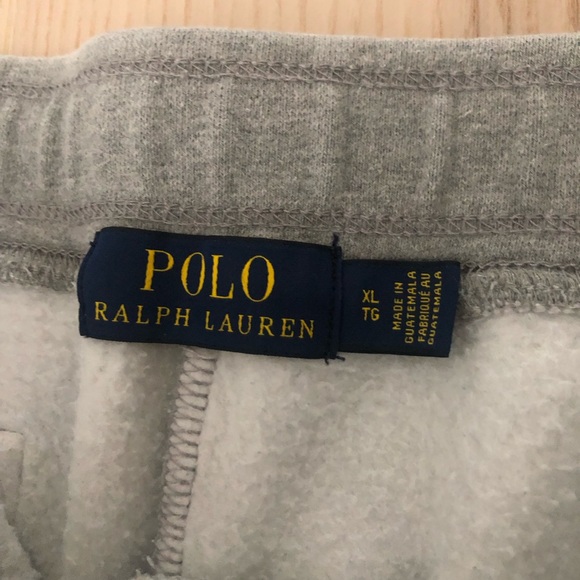 POLO
RALPH LAUREN
XL
TG
MADE IN
GUATEMALA
FABRIQUÉ AU
GUATEMALA